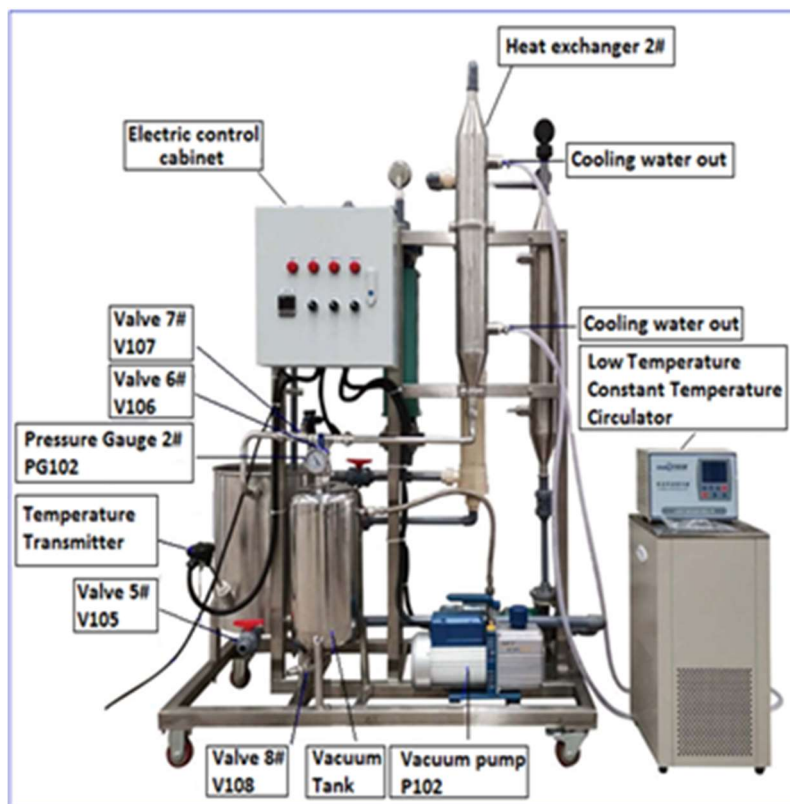 Heat exchanger 2#
Electric control
cabinet
Cooling water out
Valve 7#
V107
Cooling water out
Valve 6#
V106
Low Temperature
Constant Temperature
Circulator
Pressure Gauge 2#
PG102
Temperature
Transmitter
Valve 5#
V105
Valve 8#
V108
Vacuum
Tank
Vacuum pump
P102